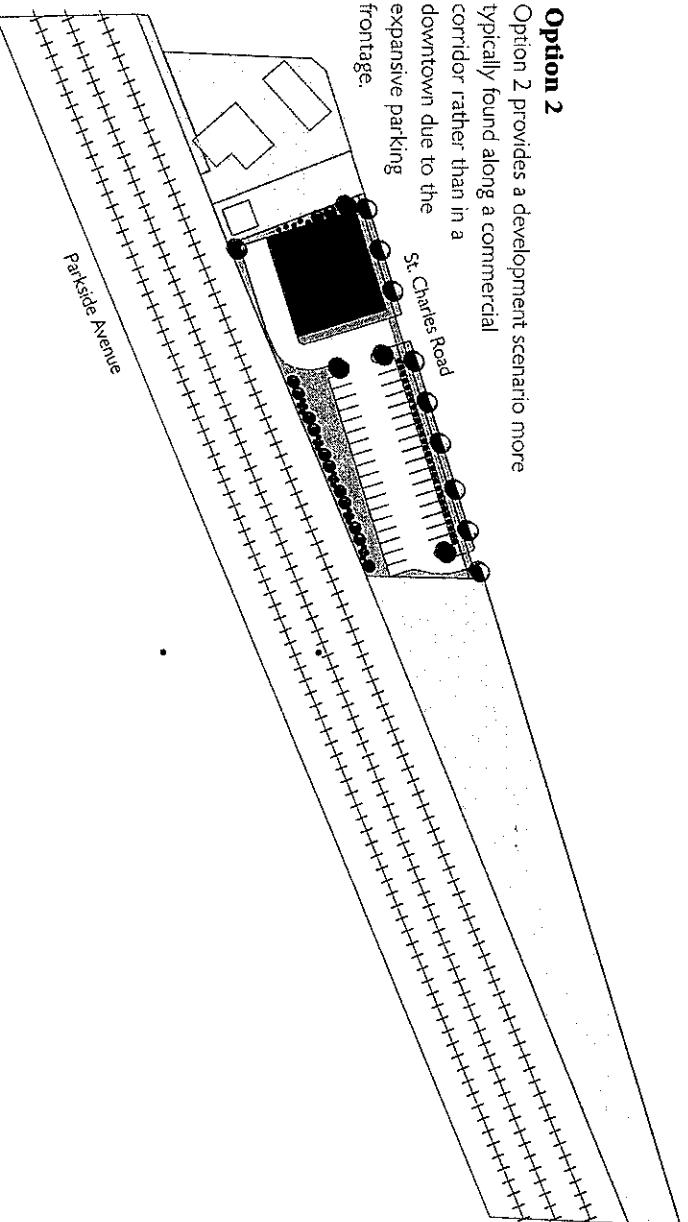 Option 2
Option 2 provides a development scenario more
typically found along a commercial
corridor rather than in a
downtown due to the
expansive parking
frontage.
St. Charles Road
Parkside Avenue